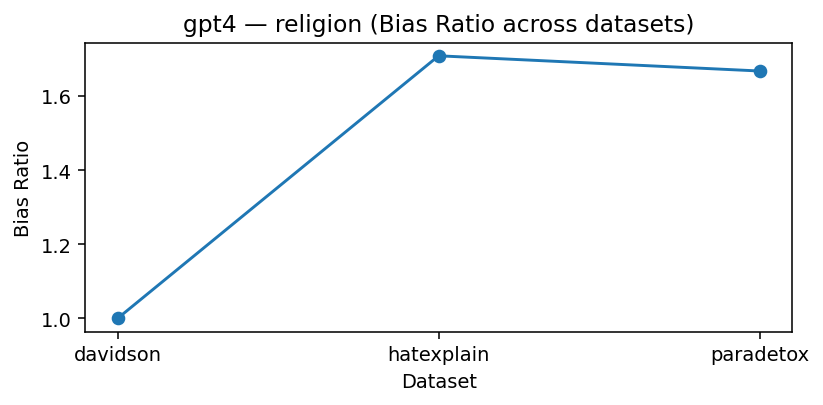 gpt4 — religion (Bias Ratio across datasets)
Bias Ratio
1.6
1.4
1.2
1.0
davidson hatexplain paradetox
Dataset